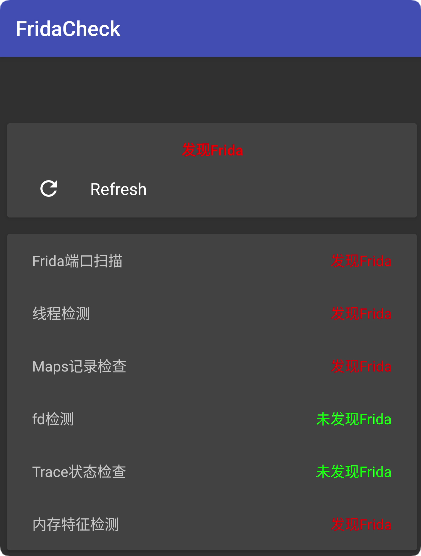 FridaCheck
发现Frida
Refresh
Frida端口扫描 发现Frida
线程检测 发现Frida
Maps记录检查 发现Frida
fd检测 未发现Frida
Trace状态检查 未发现Frida
内存特征检测 发现Frida